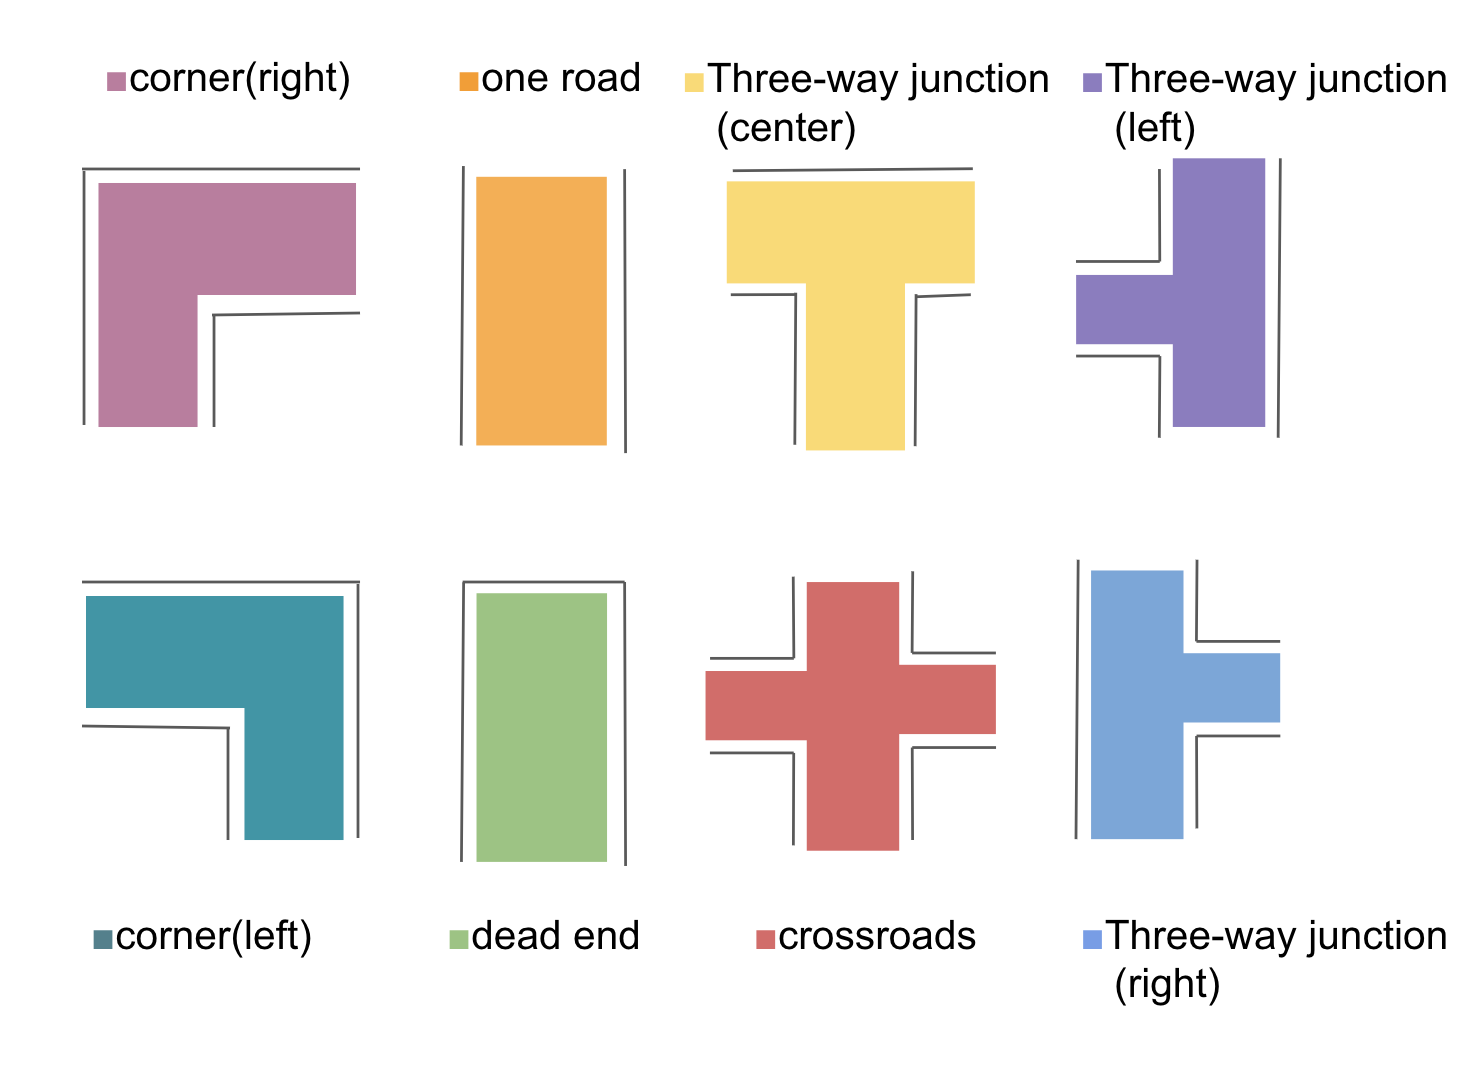 corner(right)
one road
Three-way junction
(center)
Three-way junction
(left)
corner(left)
dead end
crossroads
Three-way junction
(right)